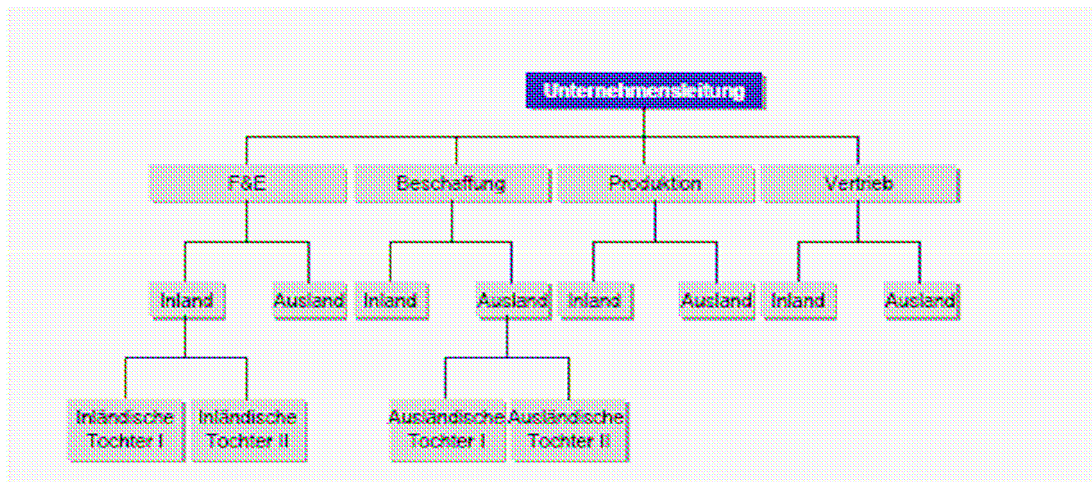 Unternehmensleitung
F&E Beschaffung Produktion Vertrieb
Inland Ausland Inland Ausland Inland Ausland Inland Ausland
Inländische Inländische Ausländische Ausländische
Tochter I Tochter II Tochter I Tochter II